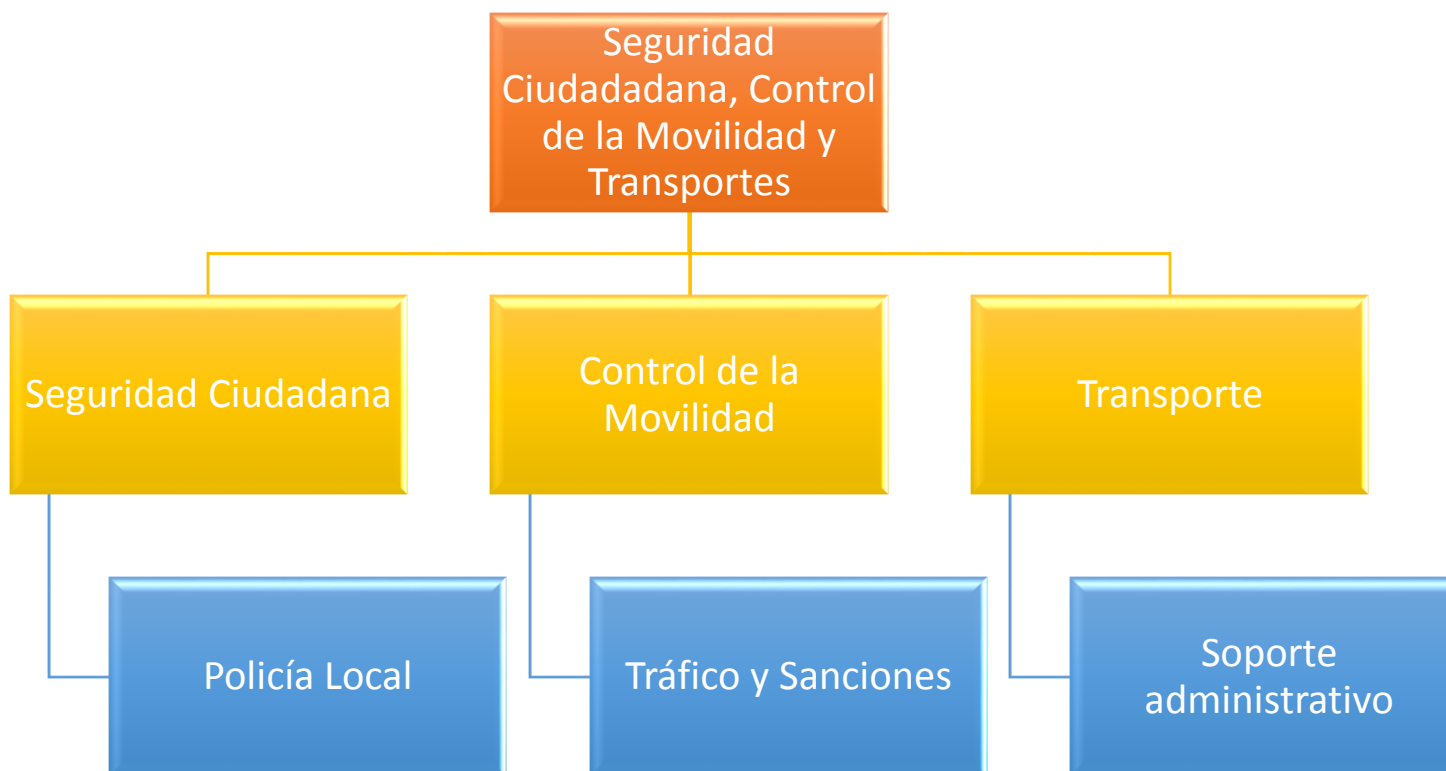 Seguridad
Ciudadadana, Control
de la Movilidad y
Transportes
Seguridad Ciudadana
Control de la
Movilidad
Transporte
Policía Local
Tráfico y Sanciones
Soporte
administrativo